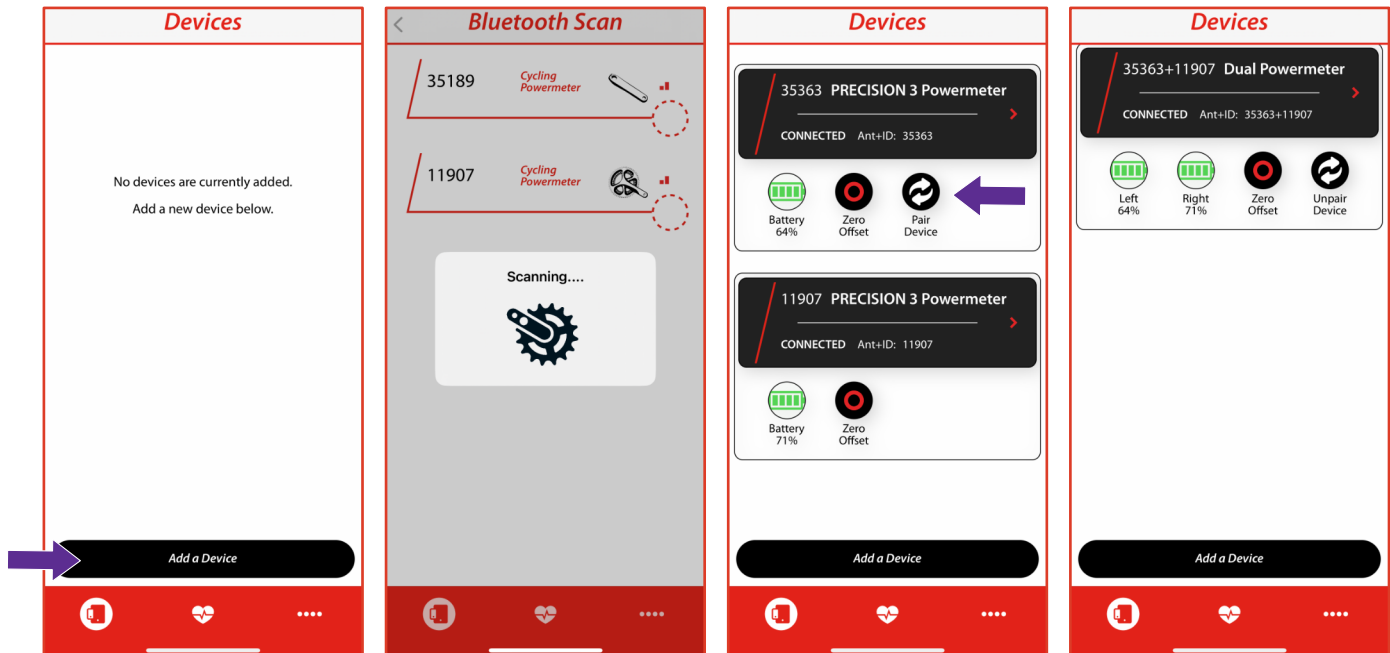 Devices
No devices are currently added.
Add a new device below.
Add a Device
Bluetooth Scan
35189
Cycling
Powermeter
11907
Cycling
Powermeter
Scanning....
Devices
35363 PRECISION 3 Powermeter
CONNECTED Ant+ID: 35363
Battery
64%
Zero
Offset
Pair
Device
11907 PRECISION 3 Powermeter
CONNECTED Ant+ID: 11907
Battery
71%
Zero
Offset
Add a Device
Devices
35363+11907 Dual Powermeter
CONNECTED Ant+ID: 35363+11907
Left
64%
Right
71%
Zero
Offset
Unpair
Device
Add a Device